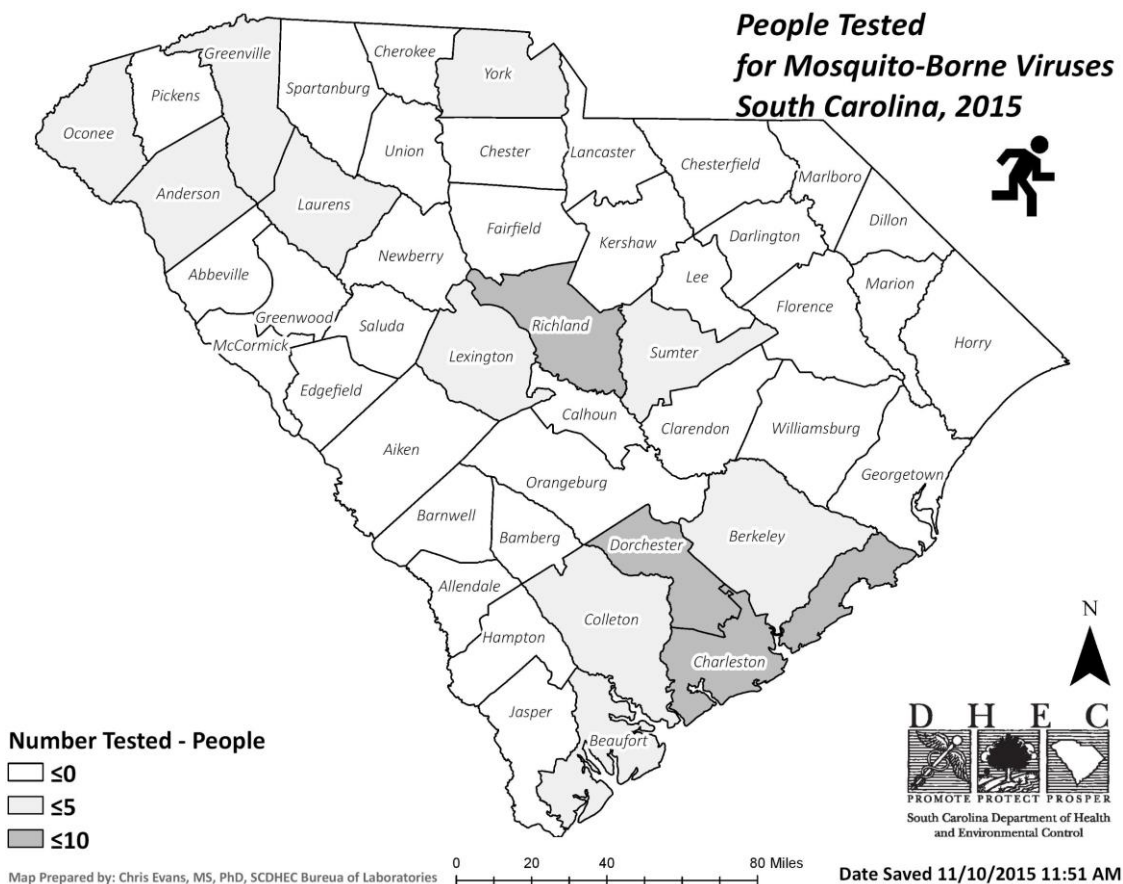 People Tested
for Mosquito-Borne Viruses
South Carolina, 2015
Cherokee
Greenville
York
Spartanburg
Pickens
Oconee
Union
Chester
Lancaster
Chesterfield
Marlboro
Anderson
Laurens
Dillon
Fairfield
Kershaw
Darlington
Newberry
Abbeville
Lee
Marion
Florence
Greenwood
Saluda
Richland
McCormick
Lexington
Sumter
Horry
Edgefield
Calhoun
Clarendon
Williamsburg
Aiken
Georgetown
Orangeburg
Barnwell
Bamberg
Dorchester
Berkeley
Allendale
Colleton
N
Hampton
Charleston
Jasper
Beaufort
D H E C
PROMOTE PROTECT PROSPER
South Carolina Department of Health
and Environmental Control
Number Tested - People
≤0
≤5
≤10
Map Prepared by: Chris Evans, MS, PhD, SCDHEC Bureua of Laboratories
0 20 40 80 Miles
Date Saved 11/10/2015 11:51 AM